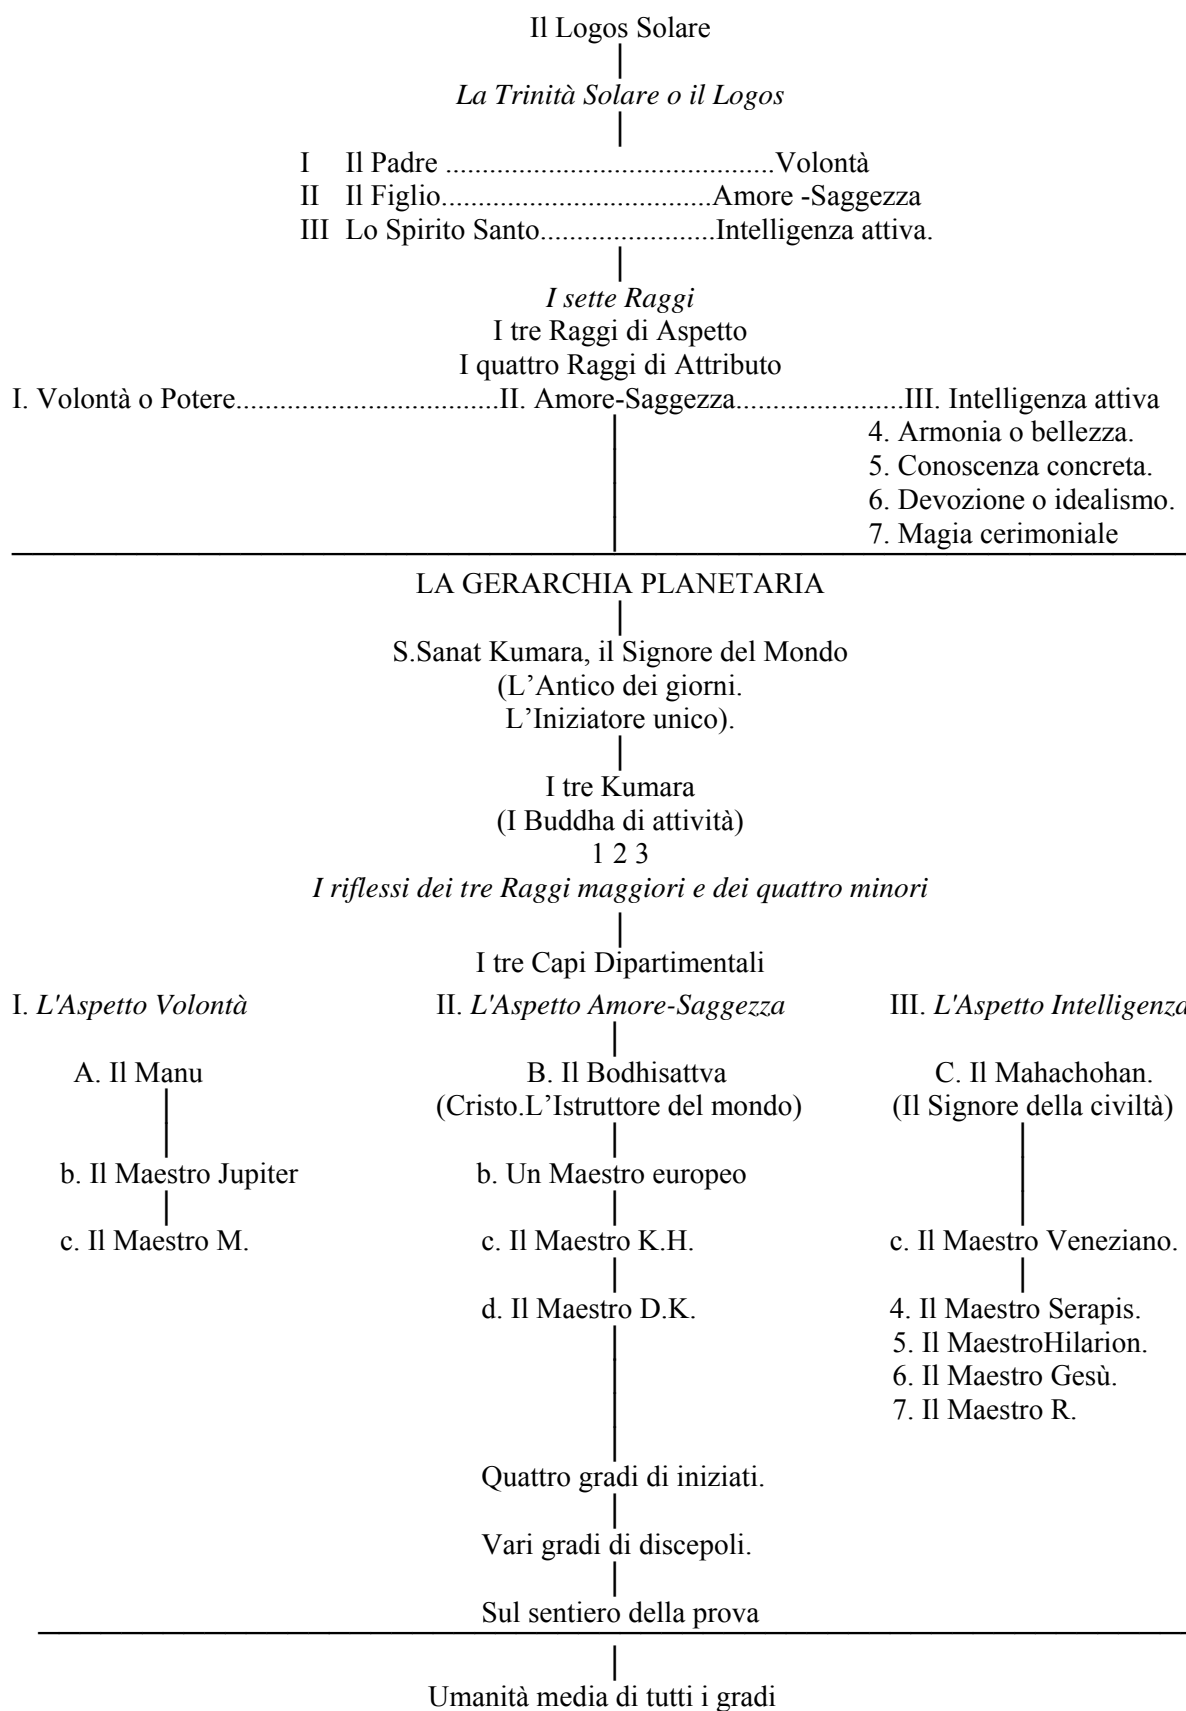 Il Logos Solare
La Trinità Solare o il Logos
I Il Padre .............................................Volontà
II Il Figlio.....................................Amore -Saggezza
III Lo Spirito Santo........................Intelligenza attiva.
I sette Raggi
I tre Raggi di Aspetto
I quattro Raggi di Attributo
I. Volontà o Potere....................................II. Amore-Saggezza.......................III. Intelligenza attiva
4. Armonia o bellezza.
5. Conoscenza concreta.
6. Devozione o idealismo.
7. Magia cerimoniale
LA GERARCHIA PLANETARIA
S.Sanat Kumara, il Signore del Mondo
(L’Antico dei giorni.
L’Iniziatore unico).
I tre Kumara
(I Buddha di attività)
1 2 3
I riflessi dei tre Raggi maggiori e dei quattro minori
I tre Capi Dipartimentali
I. L'Aspetto Volontà II. L'Aspetto Amore-Saggezza III. L'Aspetto Intelligenza
A. Il Manu B. Il Bodhisattva C. Il Mahachohan.
(Cristo.L’Istruttore del mondo) (Il Signore della civiltà)
b. Il Maestro Jupiter b. Un Maestro europeo
c. Il Maestro M. c. Il Maestro K.H. c. Il Maestro Veneziano.
d. Il Maestro D.K. 4. Il Maestro Serapis.
5. Il MaestroHilarion.
6. Il Maestro Gesù.
7. Il Maestro R.
Quattro gradi di iniziati.
Vari gradi di discepoli.
Sul sentiero della prova
Umanità media di tutti i gradi